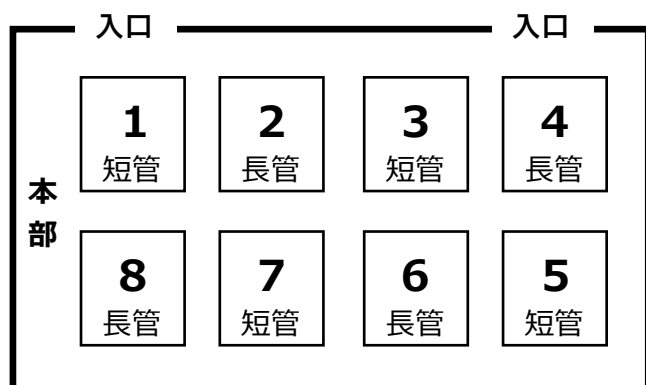 入口 入口
1 2 3 4
短管 長管 短管 長管
本部
8 7 6 5
長管 短管 長管 短管